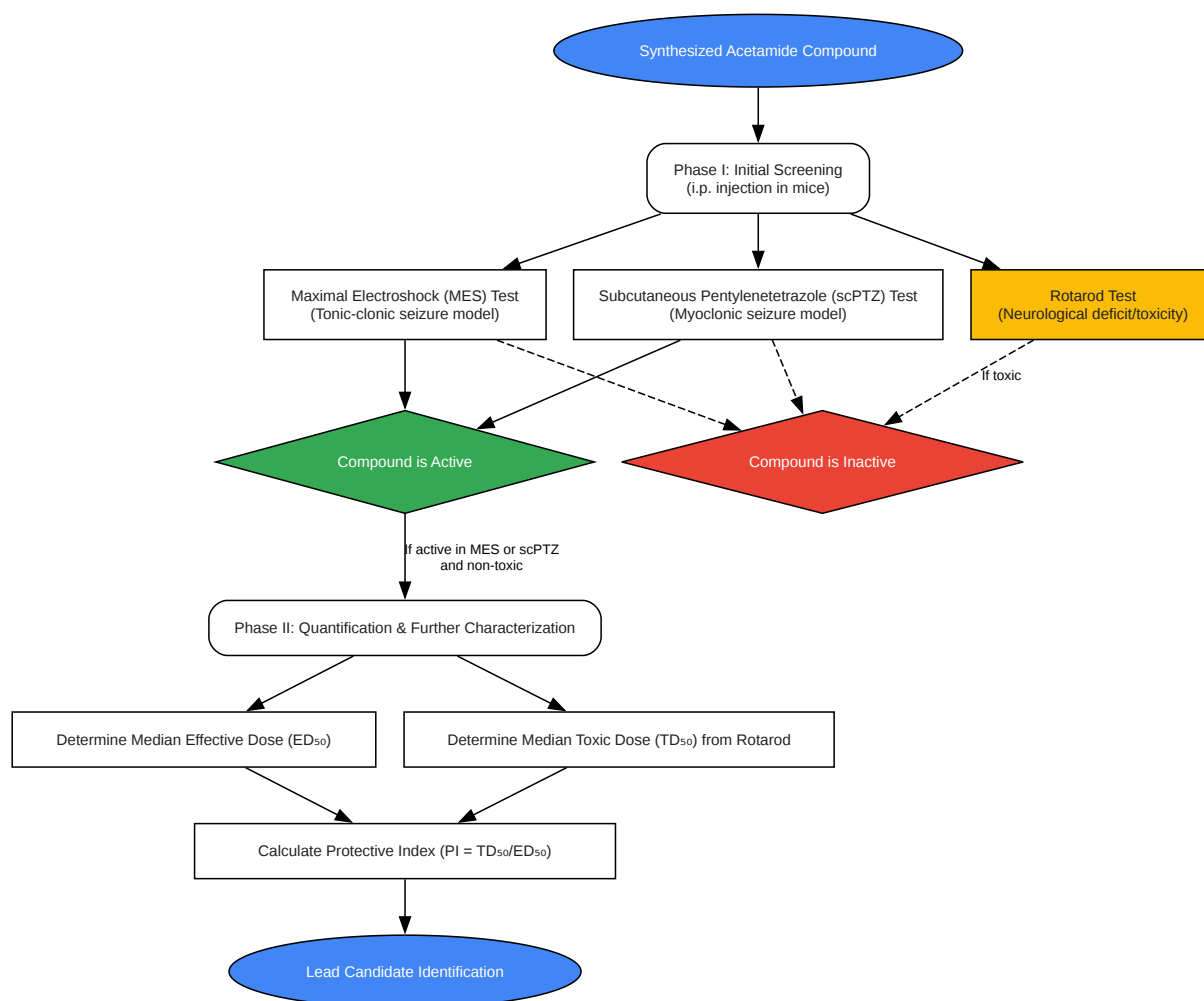 Synthesized Acetamide Compound
Phase I: Initial Screening
(i.p. injection in mice)
Maximal Electroshock (MES) Test
(Tonic-clonic seizure model)
Subcutaneous Pentylenetetrazole (scPTZ) Test
(Myoclonic seizure model)
Rotarod Test
(Neurological deficit/toxicity)
If toxic
Compound is Active
Compound is Inactive
If active in MES or scPTZ
and non-toxic
Phase II: Quantification & Further Characterization
Determine Median Effective Dose (ED₅₀)
Determine Median Toxic Dose (TD₅₀) from Rotarod
Calculate Protective Index (PI = TD₅₀/ED₅₀)
Lead Candidate Identification